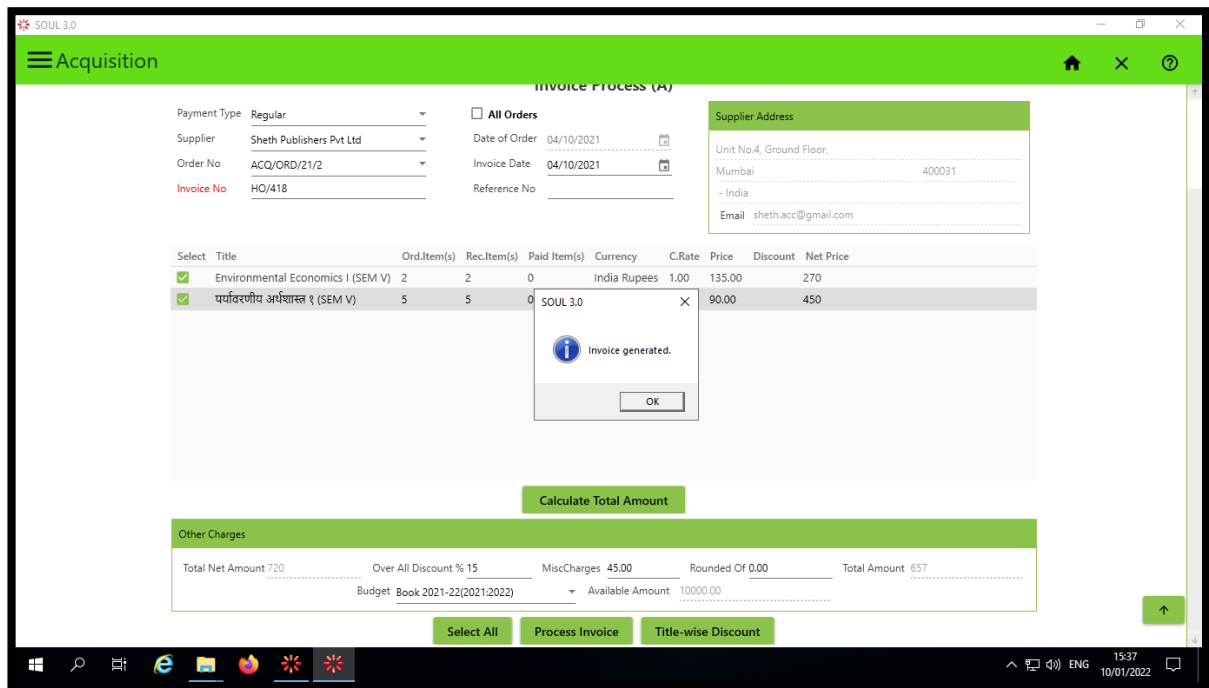 SOUL 3.0
Acquisition
Invoice Process (A)
Payment Type Regular
All Orders
Supplier Sheth Publishers Pvt Ltd
Date of Order 04/10/2021
Order No ACQ/ORD/21/2
Invoice Date 04/10/2021
Invoice No HO/418
Reference No
Supplier Address
Unit No.4, Ground Floor,
Mumbai 400031
- India
Email sheth.acc@gmail.com
Select Title Ord.Item(s) Rec.Item(s) Paid Item(s) Currency C.Rate Price Discount Net Price
Environmental Economics I (SEM V) 2 2 0 India Rupees 1.00 135.00 270
पर्यावरणीय अर्थशास्त्र १ (SEM V) 5 5 0 90.00 450
SOUL 3.0
Invoice generated.
OK
Calculate Total Amount
Other Charges
Total Net Amount 720 Over All Discount % 15 MiscCharges 45.00 Rounded Of 0.00 Total Amount 657
Budget Book 2021-22(2021:2022) Available Amount 10000.00
Select All Process Invoice Title-wise Discount
ENG 15:37
10/01/2022